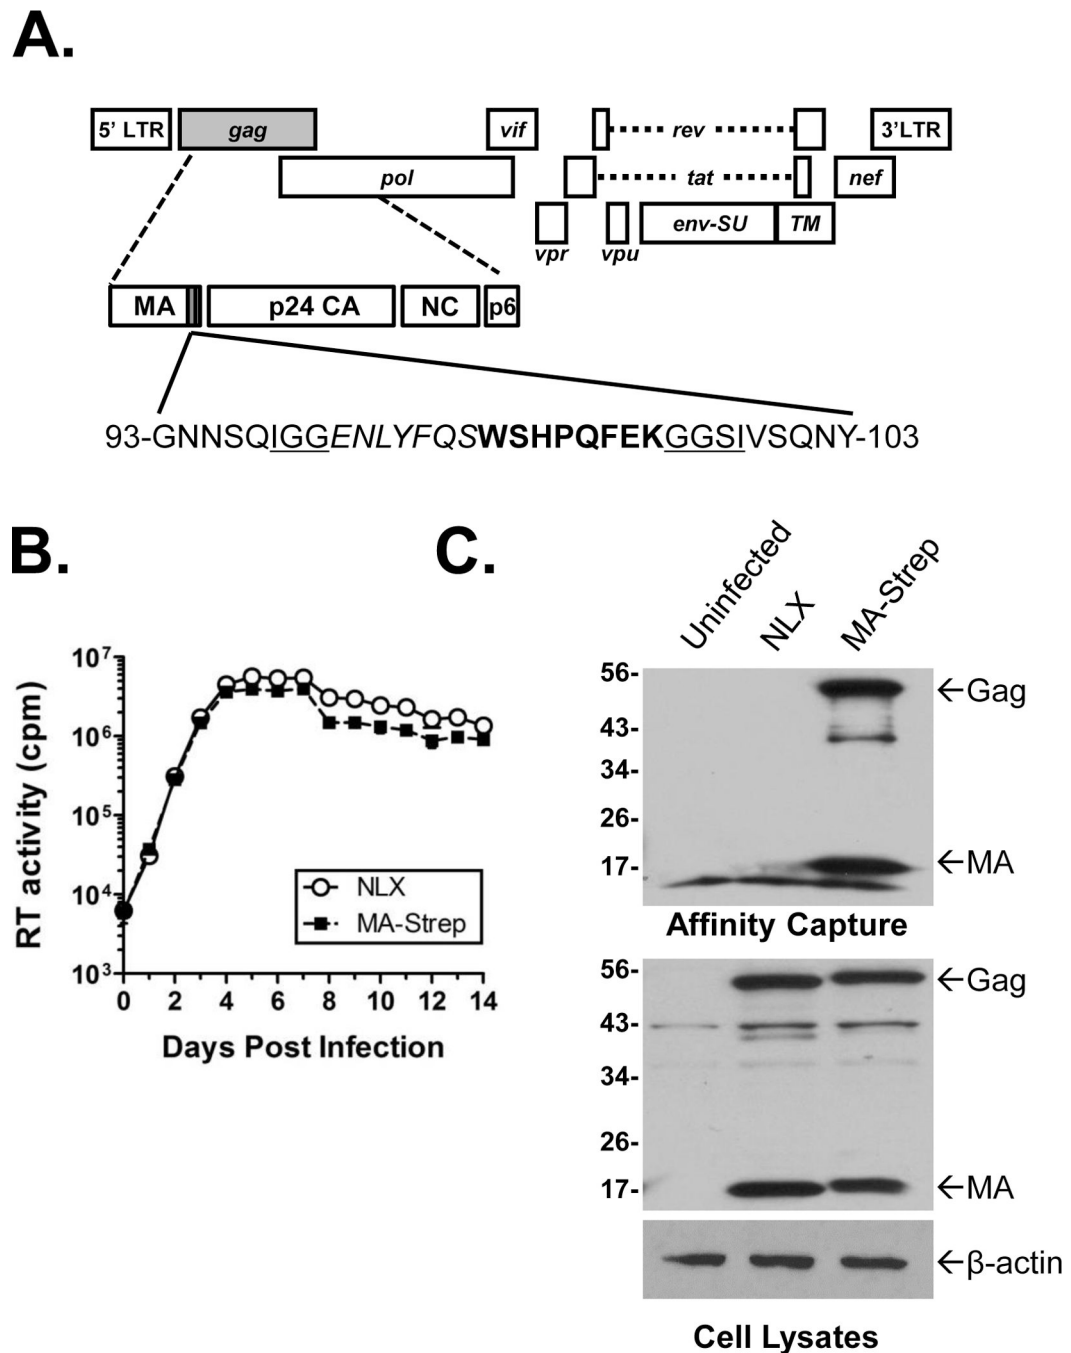 A.
5' LTR gag vif rev 3'LTR
pol tat nef
env-SU TM
vpr vpu
MA p24 CA NC p6
93-GNNSQIGGENLYFQSWSHPQFEKGGSIVSQNY-103
B.
RT activity (cpm)
10⁷
10⁶
10⁵
10⁴
10³
NLX
MA-Strep
0 2 4 6 8 10 12 14
Days Post Infection
C.
Uninfected
NLX
MA-Strep
56- ←Gag
43-
34-
26-
17- ←MA
Affinity Capture
56- ←Gag
43-
34-
26-
17- ←MA
←β-actin
Cell Lysates